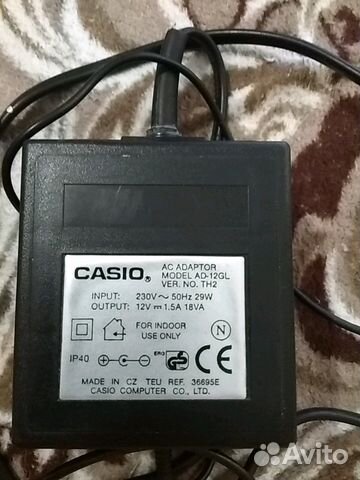 CASIO®
AC ADAPTOR
MODEL AD-12GL
VER. NO. TH2
INPUT: 230V ~ 50Hz 29W
OUTPUT: 12V ⎓ 1.5A 18VA
FOR INDOOR
USE ONLY
N
IP40
GS
CE
MADE IN CZ TEU REF. 36695E
CASIO COMPUTER CO., LTD.
Avito